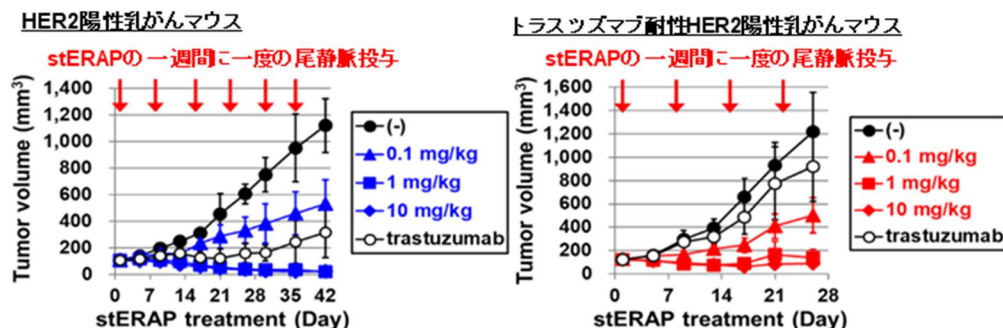 HER2陽性乳がんマウス
stERAPの一週間に一度の尾静脈投与
Tumor volume (mm³)
1,400
1,200
1,000
800
600
400
200
0
0 7 14 21 28 35 42
stERAP treatment (Day)
(-)
0.1 mg/kg
1 mg/kg
10 mg/kg
trastuzumab
トラスツズマブ耐性HER2陽性乳がんマウス
stERAPの一週間に一度の尾静脈投与
Tumor volume (mm³)
1,600
1,400
1,200
1,000
800
600
400
200
0
0 7 14 21 28
stERAP treatment (Day)
(-)
0.1 mg/kg
1 mg/kg
10 mg/kg
trastuzumab